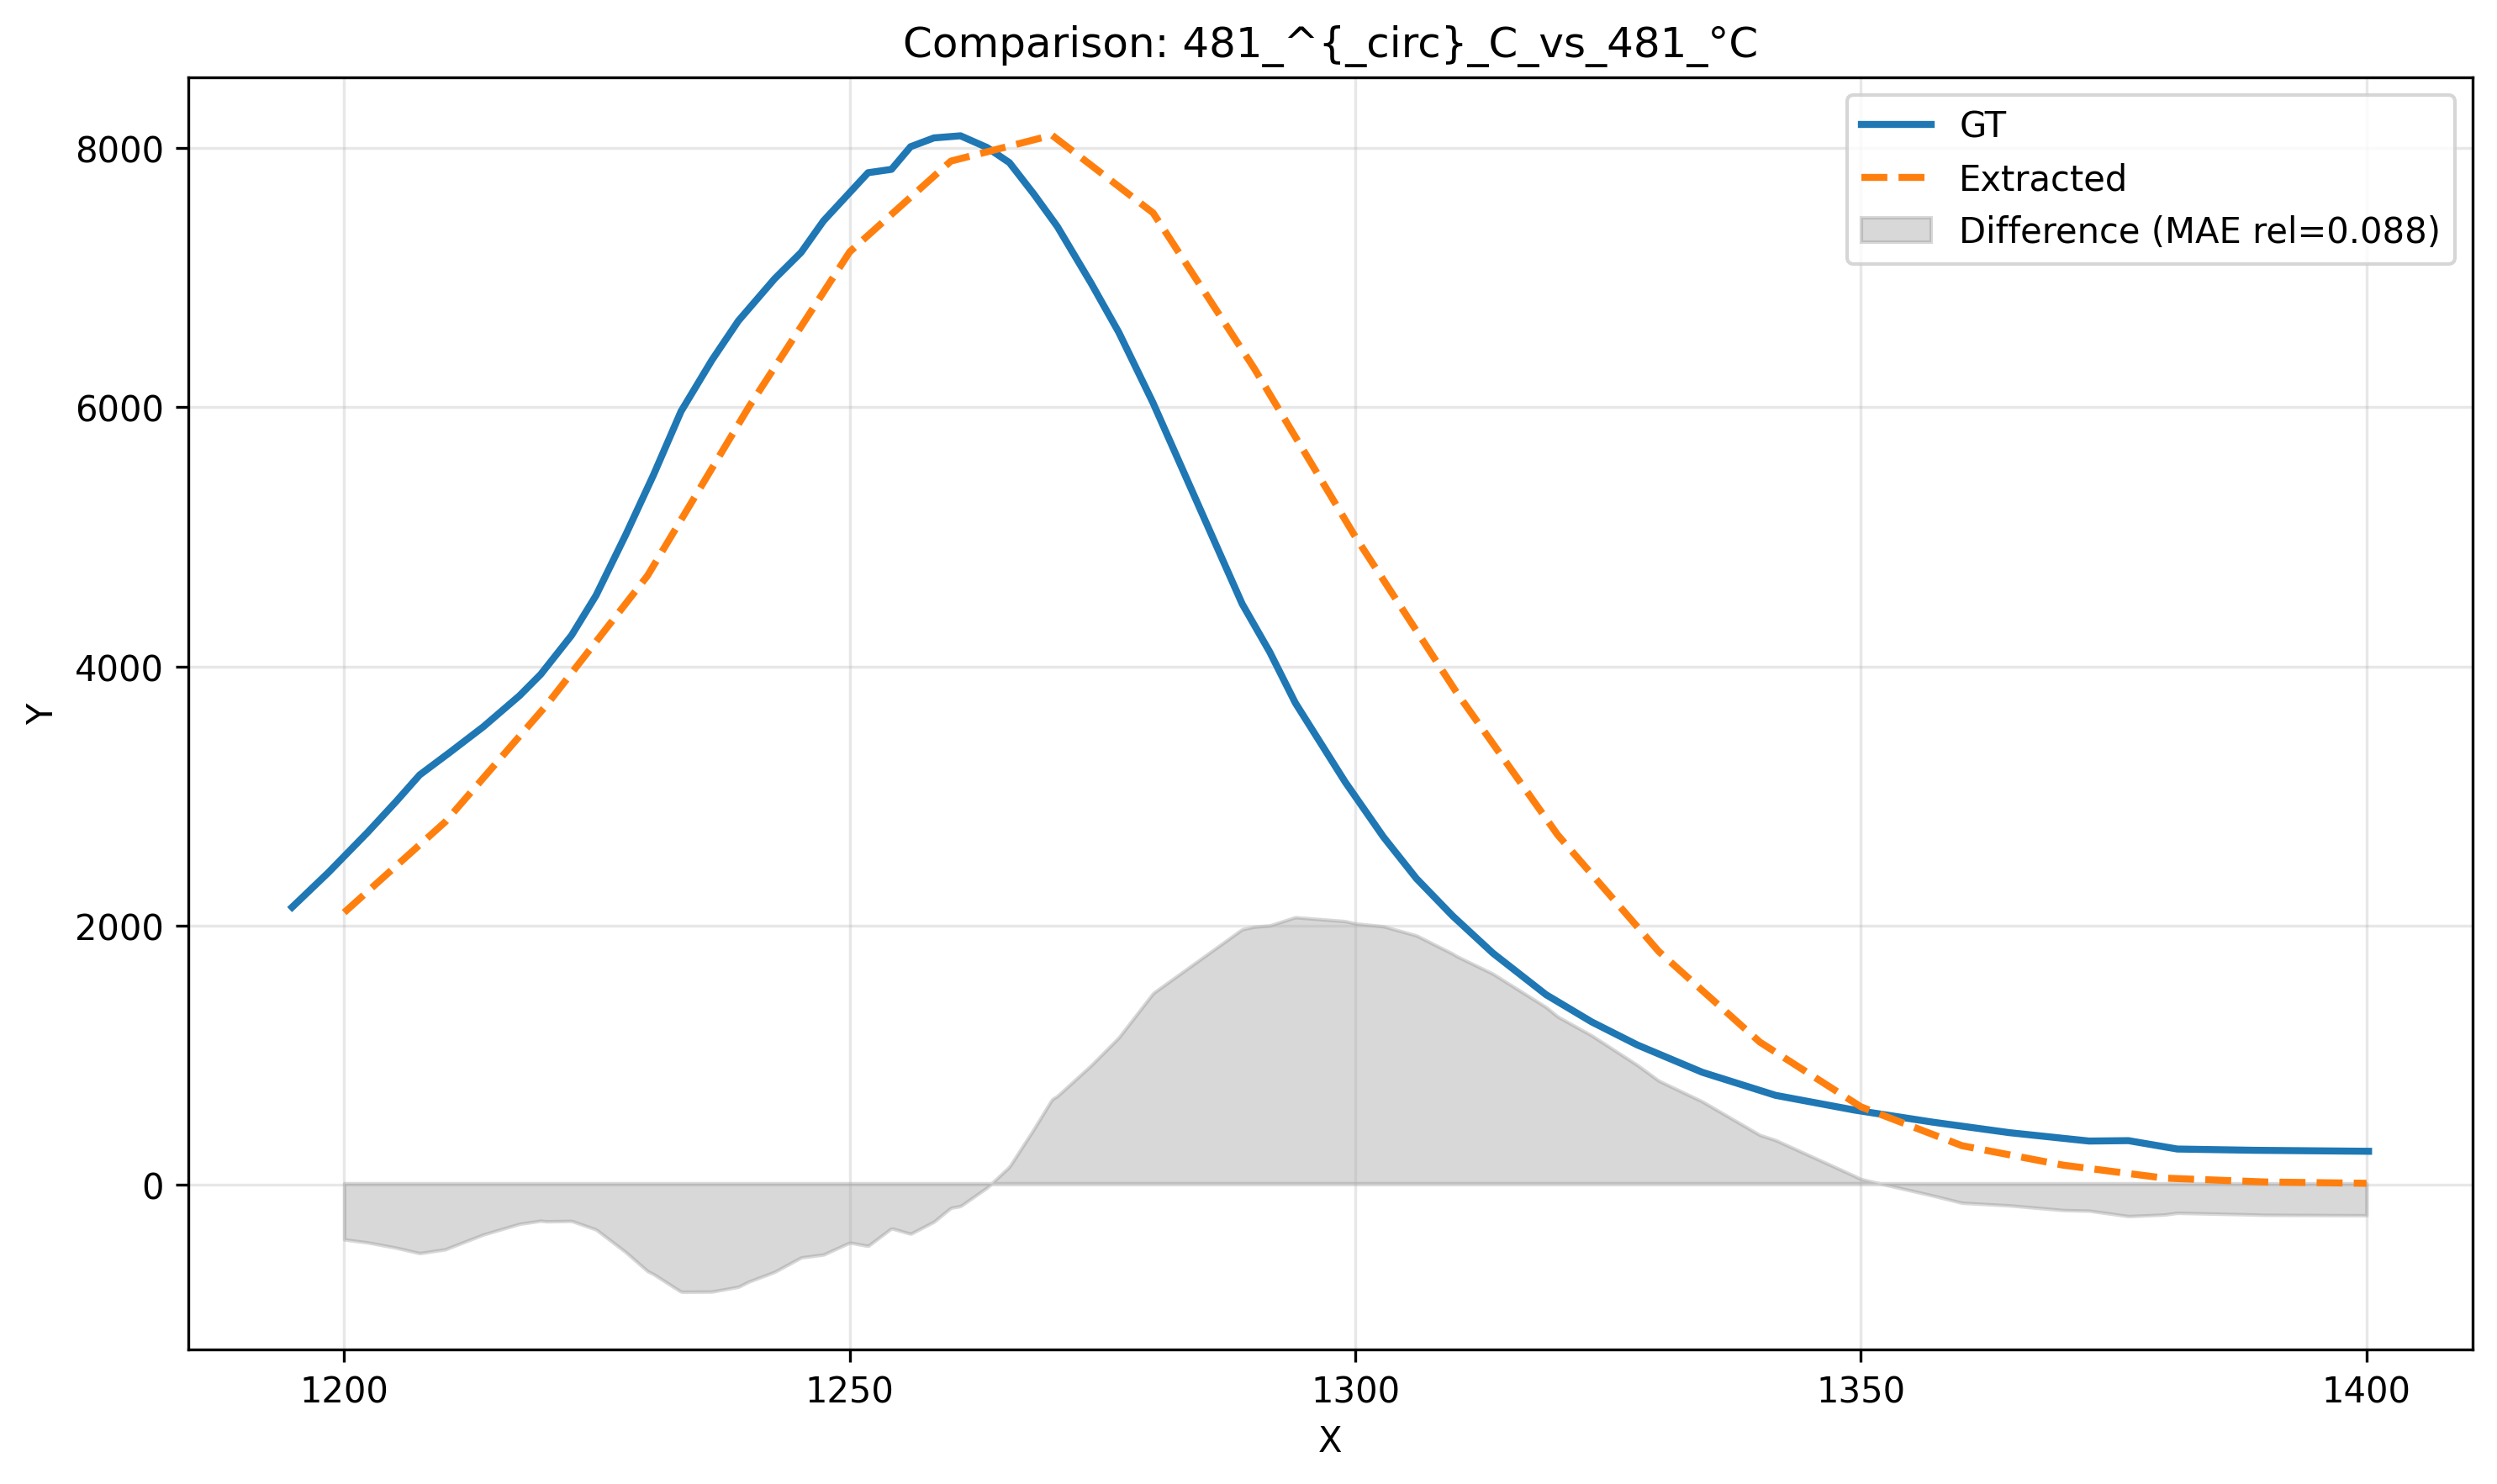 Comparison: 481_^{_circ}_C_vs_481_°C
GT
Extracted
Difference (MAE rel=0.088)
8000
6000
4000
2000
0
Y
1200
1250
1300
1350
1400
X